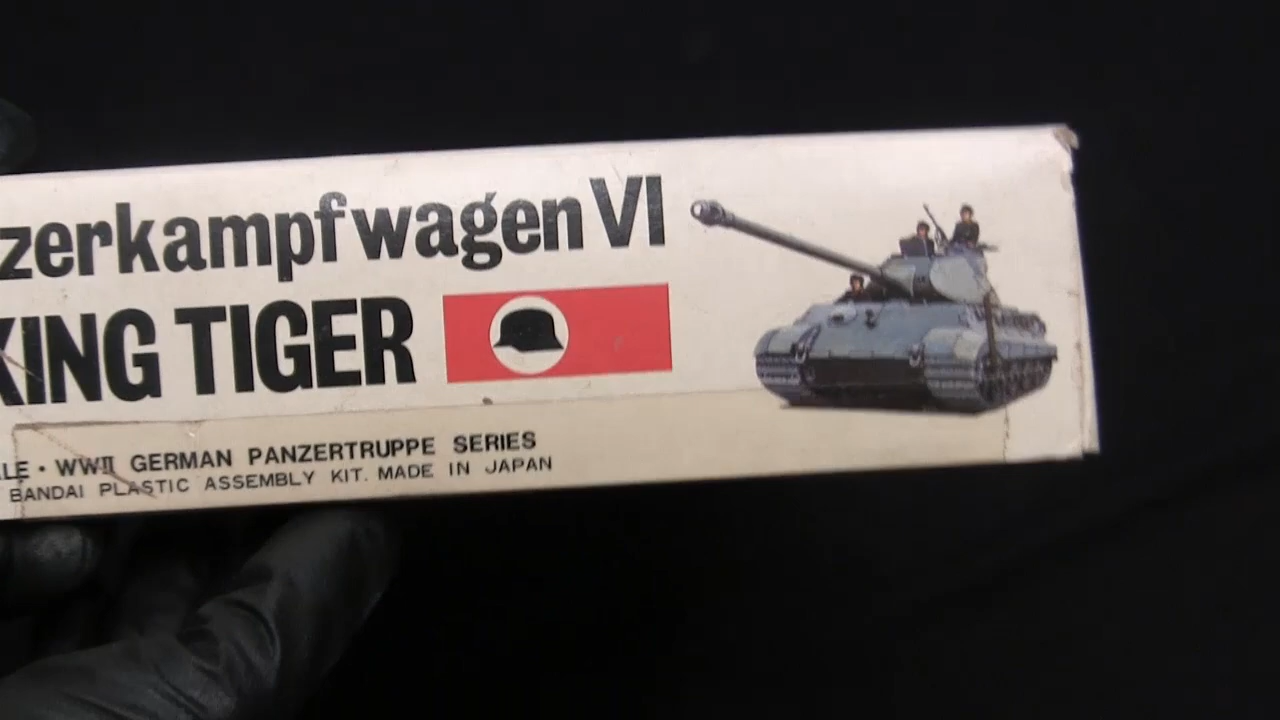 zerkampfwagen VI
KING TIGER
LE • WWII GERMAN PANZERTRUPPE SERIES
BANDAI PLASTIC ASSEMBLY KIT. MADE IN JAPAN